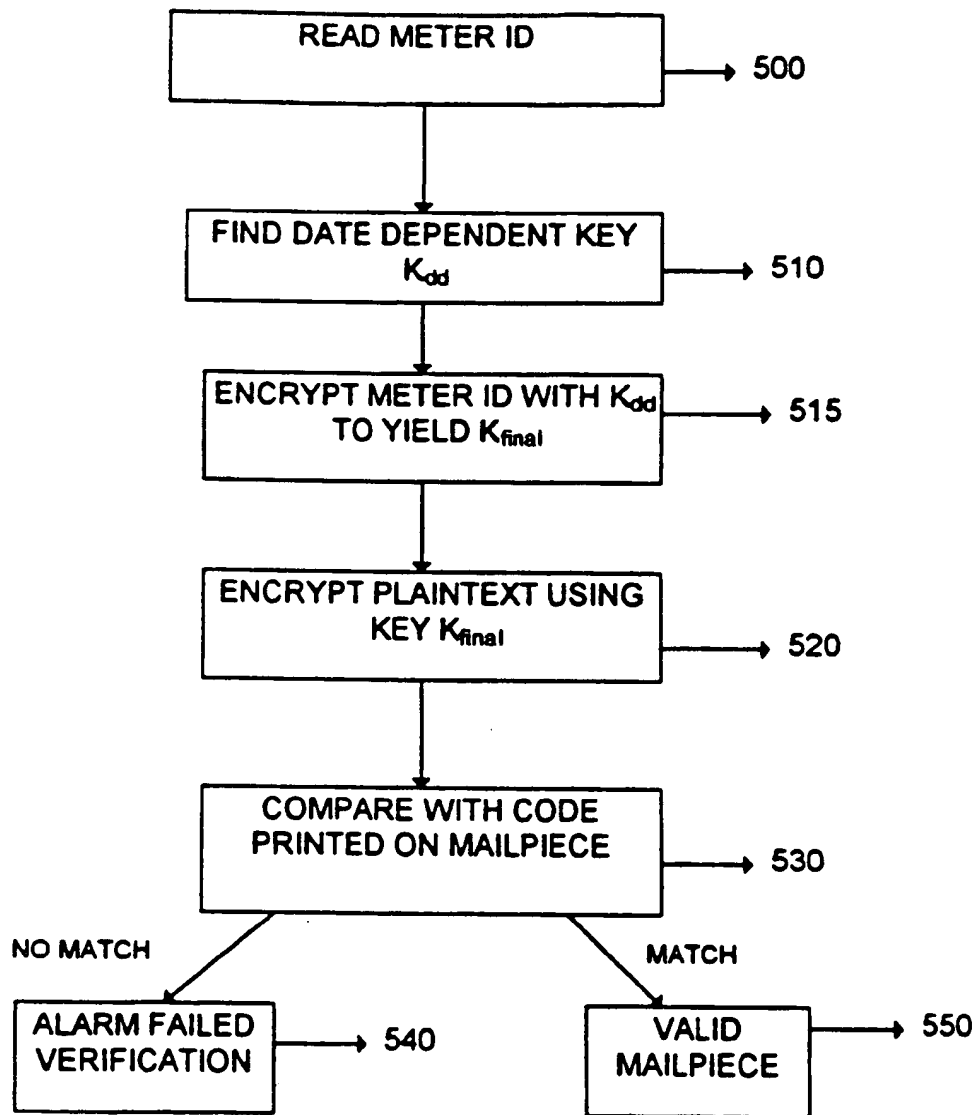 READ METER ID
500
FIND DATE DEPENDENT KEY
Kdd
510
ENCRYPT METER ID WITH Kdd
TO YIELD Kfinal
515
ENCRYPT PLAINTEXT USING
KEY Kfinal
520
COMPARE WITH CODE
PRINTED ON MAILPIECE
530
NO MATCH
MATCH
ALARM FAILED
VERIFICATION
540
VALID
MAILPIECE
550